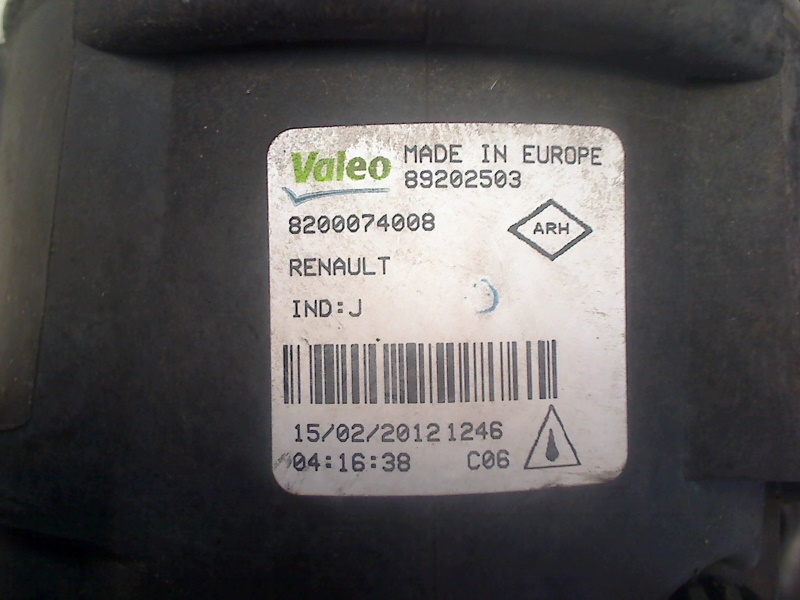 Valeo MADE IN EUROPE
89202503
8200074008
ARH
RENAULT
IND:J
15/02/2012 1246
04:16:38 C06